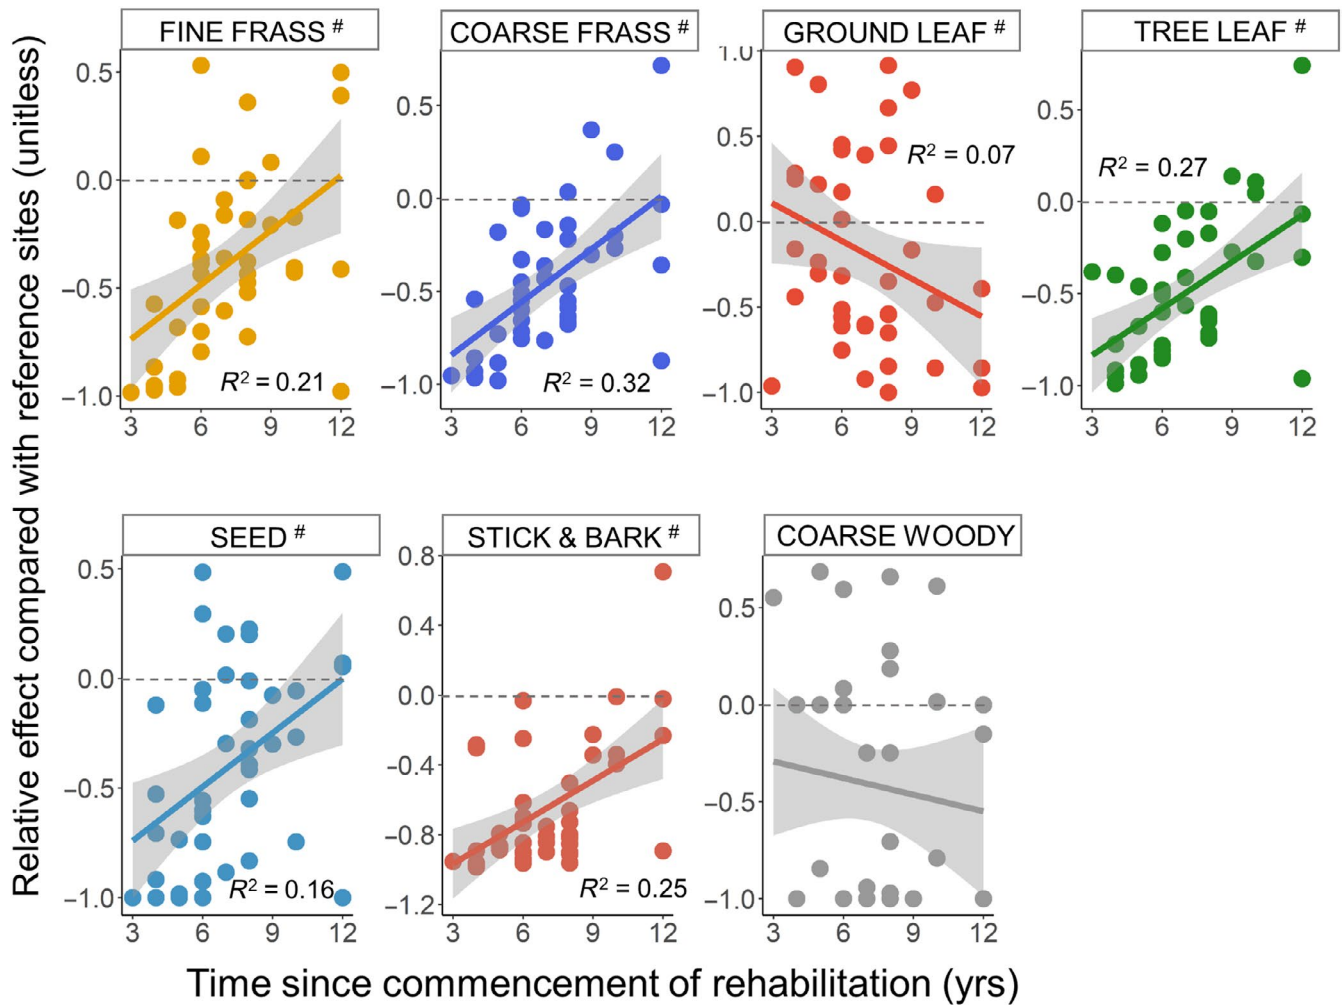 Relative effect compared with reference sites (unitless)
FINE FRASS #
0.5
0.0
−0.5
−1.0
R² = 0.21
3 6 9 12
COARSE FRASS #
0.5
0.0
−0.5
−1.0
R² = 0.32
3 6 9 12
GROUND LEAF #
1.0
0.5
0.0
−0.5
−1.0
R² = 0.07
3 6 9 12
TREE LEAF #
0.5
0.0
−0.5
−1.0
R² = 0.27
3 6 9 12
SEED #
0.5
0.0
−0.5
−1.0
R² = 0.16
3 6 9 12
STICK & BARK #
0.8
0.4
0.0
−0.4
−0.8
−1.2
R² = 0.25
3 6 9 12
COARSE WOODY
0.5
0.0
−0.5
−1.0
3 6 9 12
Time since commencement of rehabilitation (yrs)